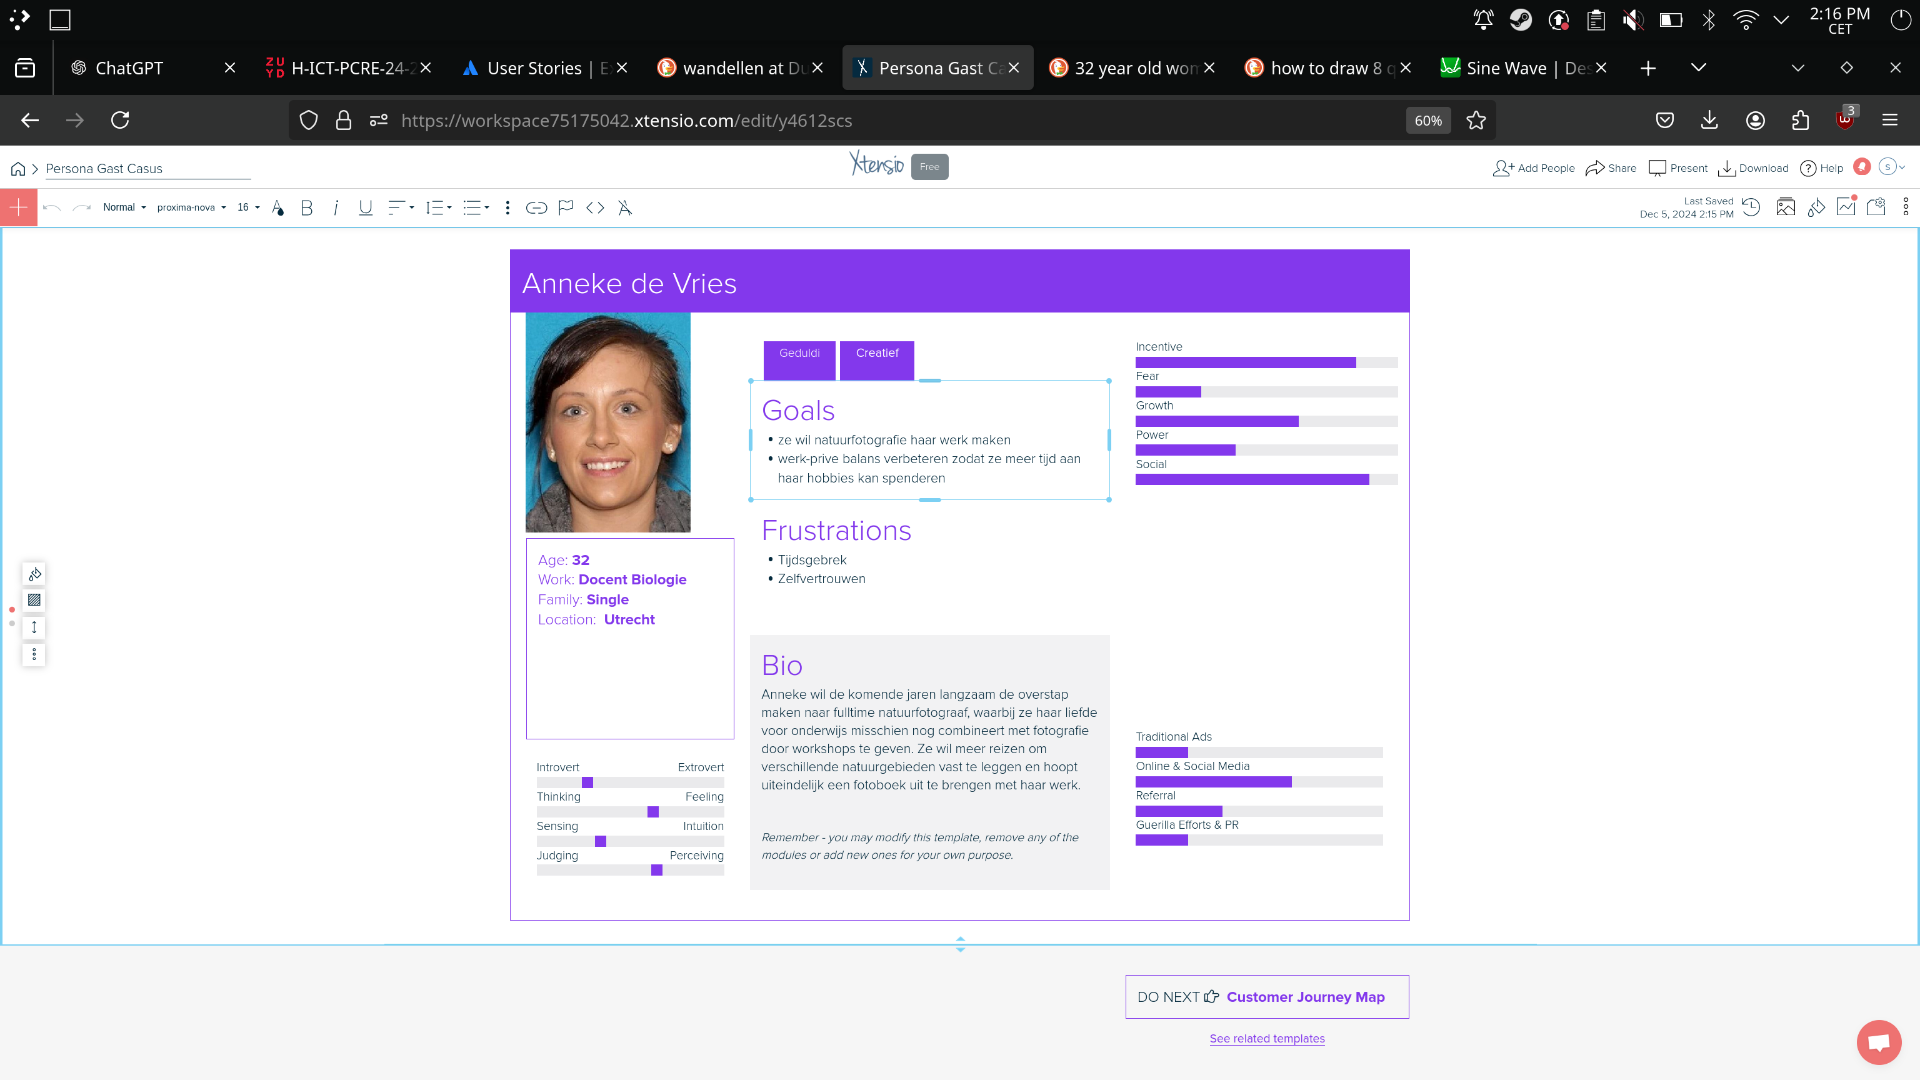 2:16 PM
CET
ChatGPT
H-ICT-PCRE-24-2
User Stories | E
wandellen at Du
Persona Gast Ca
32 year old wom
how to draw 8 q
Sine Wave | Des
https://workspace75175042.xtensio.com/edit/y4612scs
60%
3
Persona Gast Casus
Xtensio
Free
Add People
Share
Present
Download
Help
S
Normal
proxima-nova
16
Last Saved
Dec 5, 2024 2:15 PM
Anneke de Vries
Geduldi
Creatief
Goals
• ze wil natuurfotografie haar werk maken
• werk-prive balans verbeteren zodat ze meer tijd aan
haar hobbies kan spenderen
Frustrations
• Tijdsgebrek
• Zelfvertrouwen
Age: 32
Work: Docent Biologie
Family: Single
Location: Utrecht
Introvert Extrovert
Thinking Feeling
Sensing Intuition
Judging Perceiving
Bio
Anneke wil de komende jaren langzaam de overstap
maken naar fulltime natuurfotograaf, waarbij ze haar liefde
voor onderwijs misschien nog combineert met fotografie
door workshops te geven. Ze wil meer reizen om
verschillende natuurgebieden vast te leggen en hoopt
uiteindelijk een fotoboek uit te brengen met haar werk.
Remember - you may modify this template, remove any of the
modules or add new ones for your own purpose.
Incentive
Fear
Growth
Power
Social
Traditional Ads
Online & Social Media
Referral
Guerilla Efforts & PR
DO NEXT Customer Journey Map
See related templates